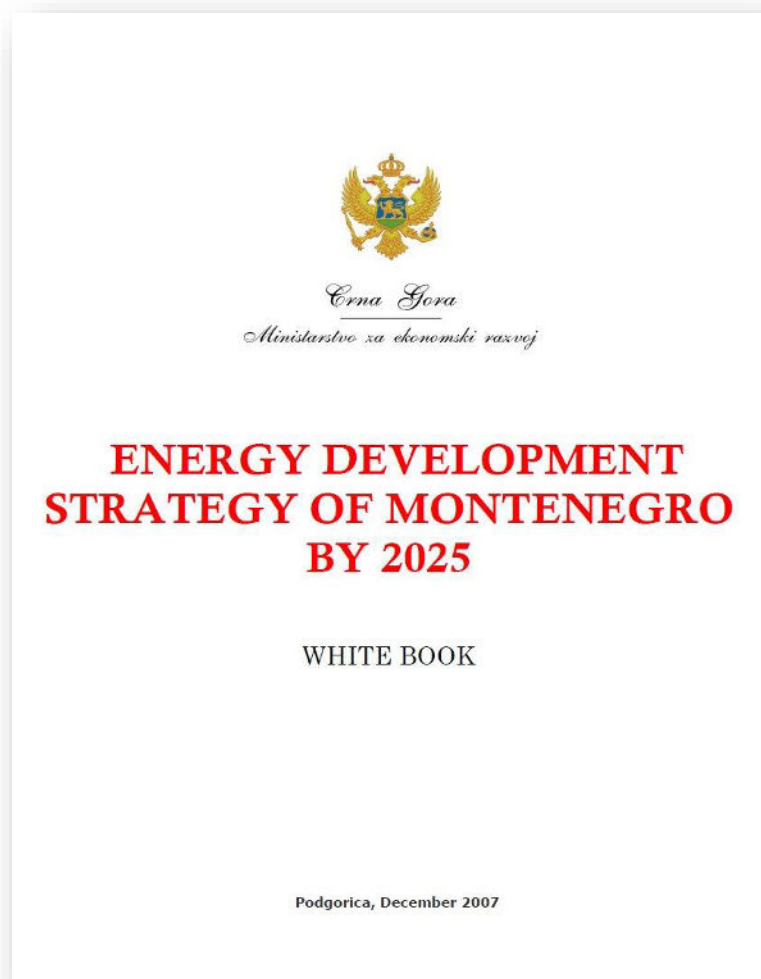 Crna Gora
Ministarstvo za ekonomski razvoj
ENERGY DEVELOPMENT
STRATEGY OF MONTENEGRO
BY 2025
WHITE BOOK
Podgorica, December 2007